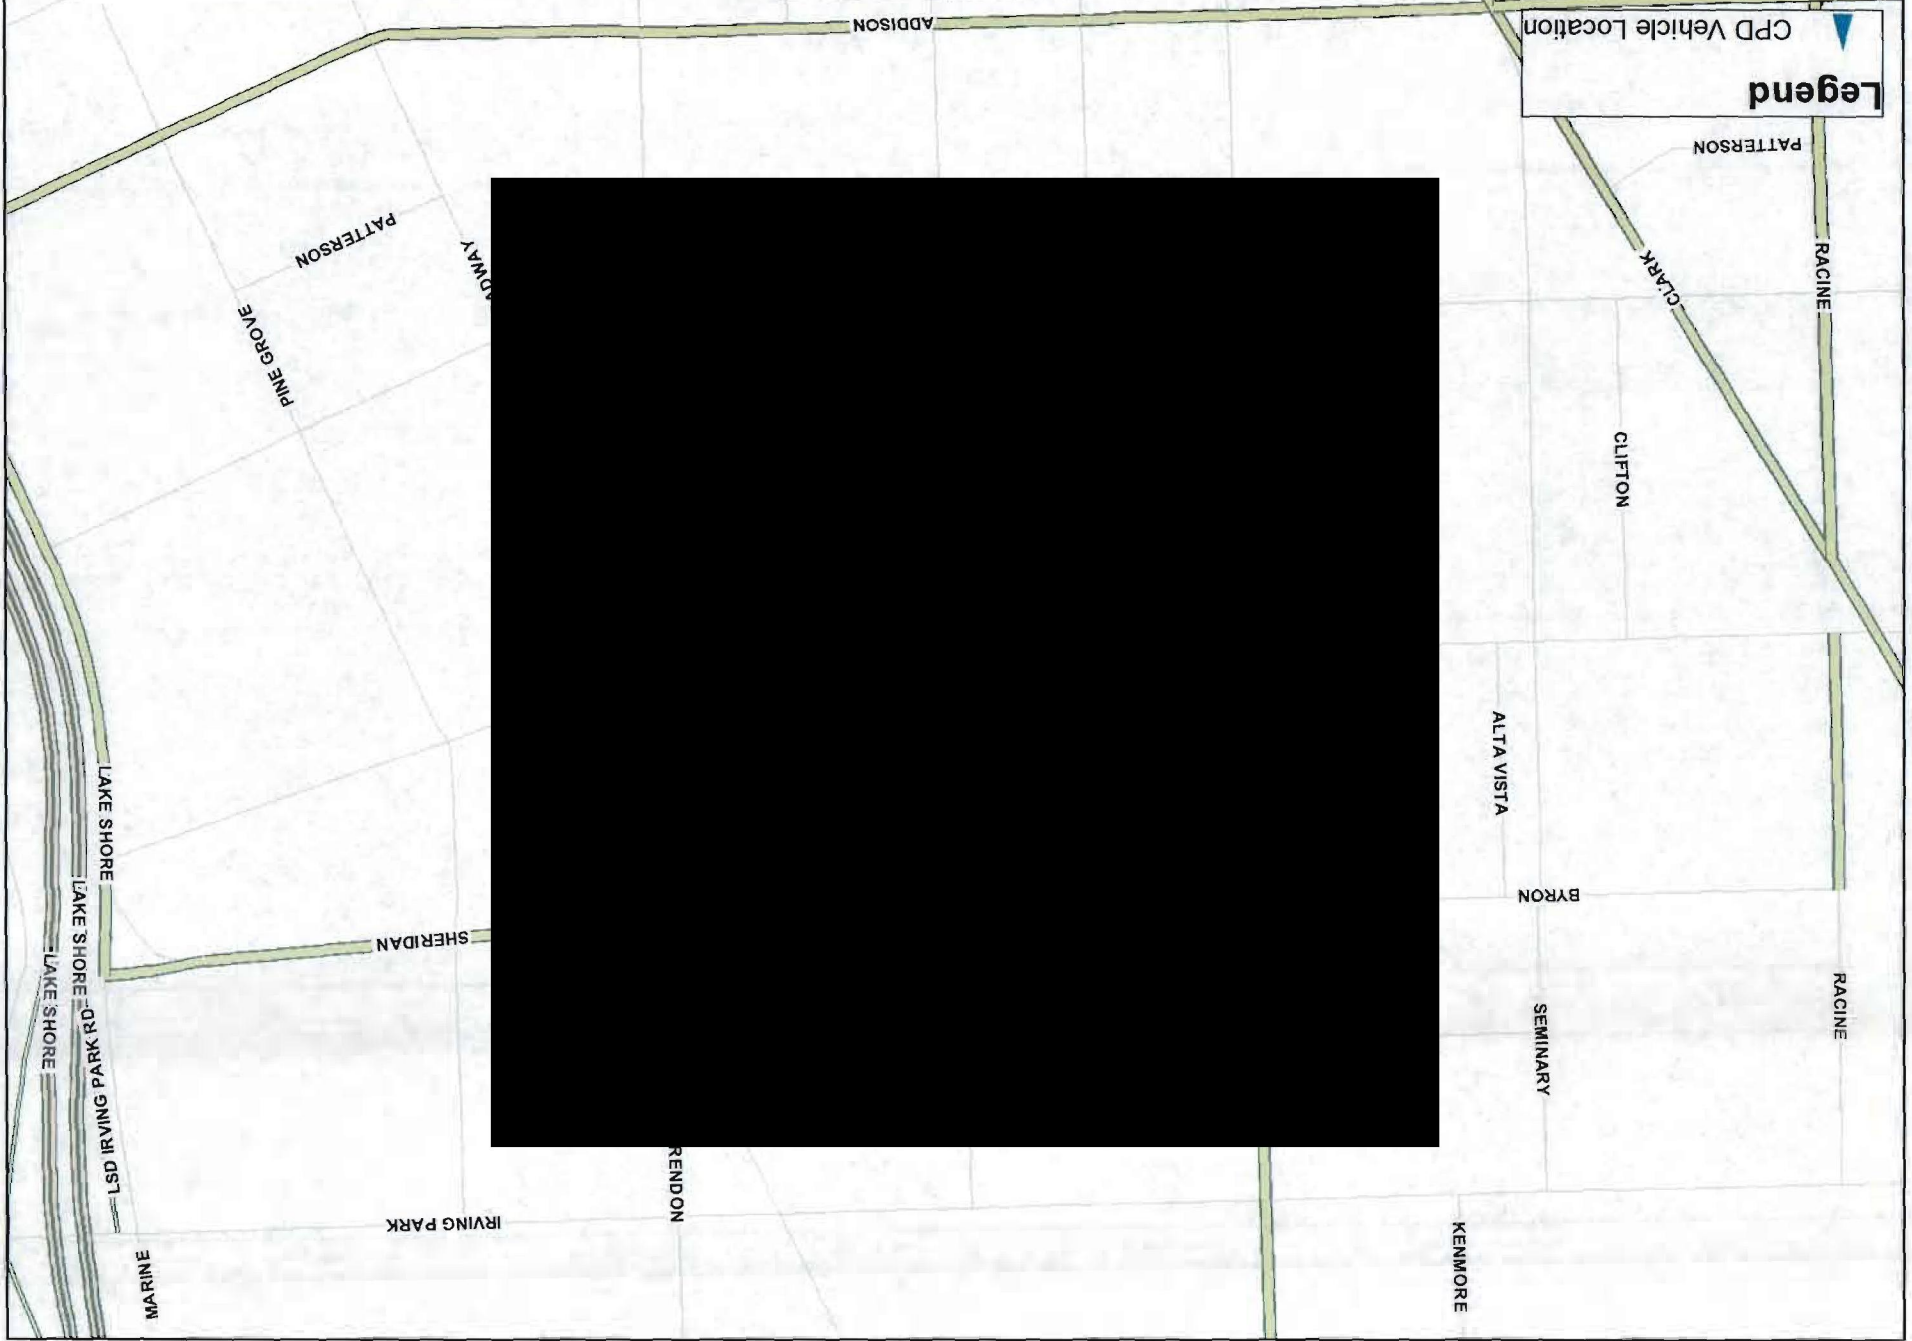 KENMORE
MARINE
IRVING PARK
RENDON
LSD IRVING PARK RD
RACINE
SEMINARY
LAKE SHORE
LAKE SHORE
SHERIDAN
BYRON
LAKE SHORE
ALTA VISTA
CLIFTON
PINE GROVE
RACINE
CLARK
ADWAY
PATTERSON
PATTERSON
Legend
CPD Vehicle Location
ADDISON